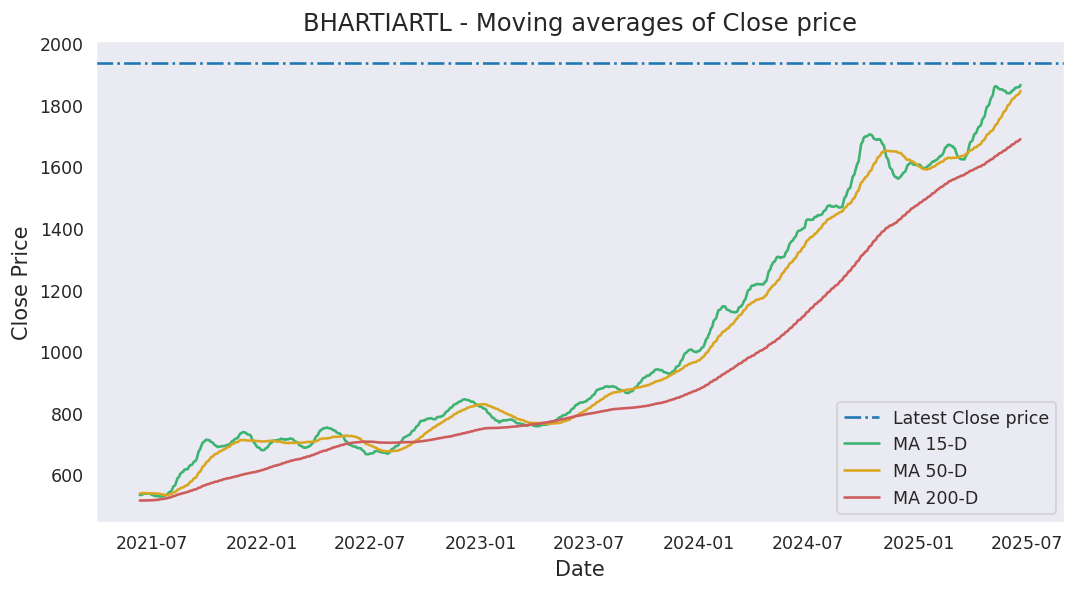 BHARTIARTL - Moving averages of Close price
2000
1800
1600
1400
1200
1000
800
600
Close Price
Latest Close price
MA 15-D
MA 50-D
MA 200-D
2021-07 2022-01 2022-07 2023-01 2023-07 2024-01 2024-07 2025-01 2025-07
Date